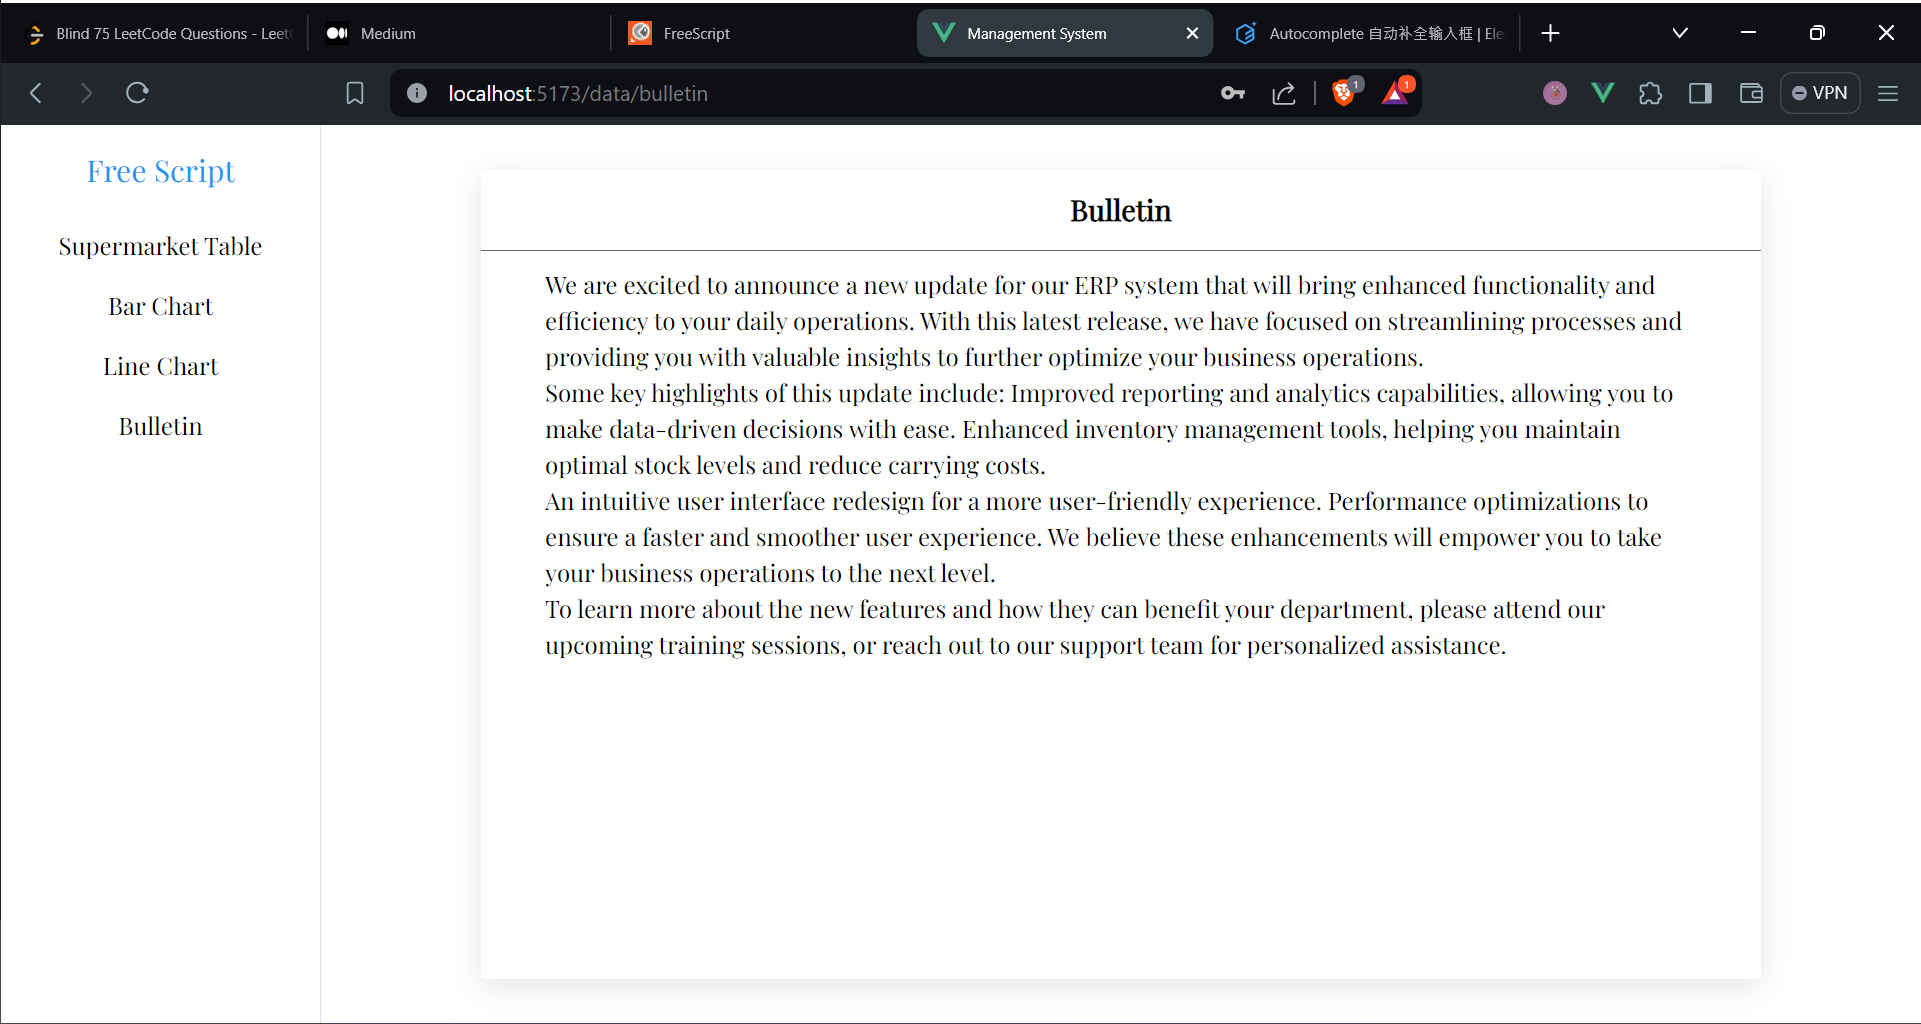 Blind 75 LeetCode Questions - Leet
Medium
FreeScript
Management System
Autocomplete 自动补全输入框 | Ele
localhost:5173/data/bulletin
1
1
VPN
Free Script
Supermarket Table
Bar Chart
Line Chart
Bulletin
Bulletin
We are excited to announce a new update for our ERP system that will bring enhanced functionality and
efficiency to your daily operations. With this latest release, we have focused on streamlining processes and
providing you with valuable insights to further optimize your business operations.
Some key highlights of this update include: Improved reporting and analytics capabilities, allowing you to
make data-driven decisions with ease. Enhanced inventory management tools, helping you maintain
optimal stock levels and reduce carrying costs.
An intuitive user interface redesign for a more user-friendly experience. Performance optimizations to
ensure a faster and smoother user experience. We believe these enhancements will empower you to take
your business operations to the next level.
To learn more about the new features and how they can benefit your department, please attend our
upcoming training sessions, or reach out to our support team for personalized assistance.